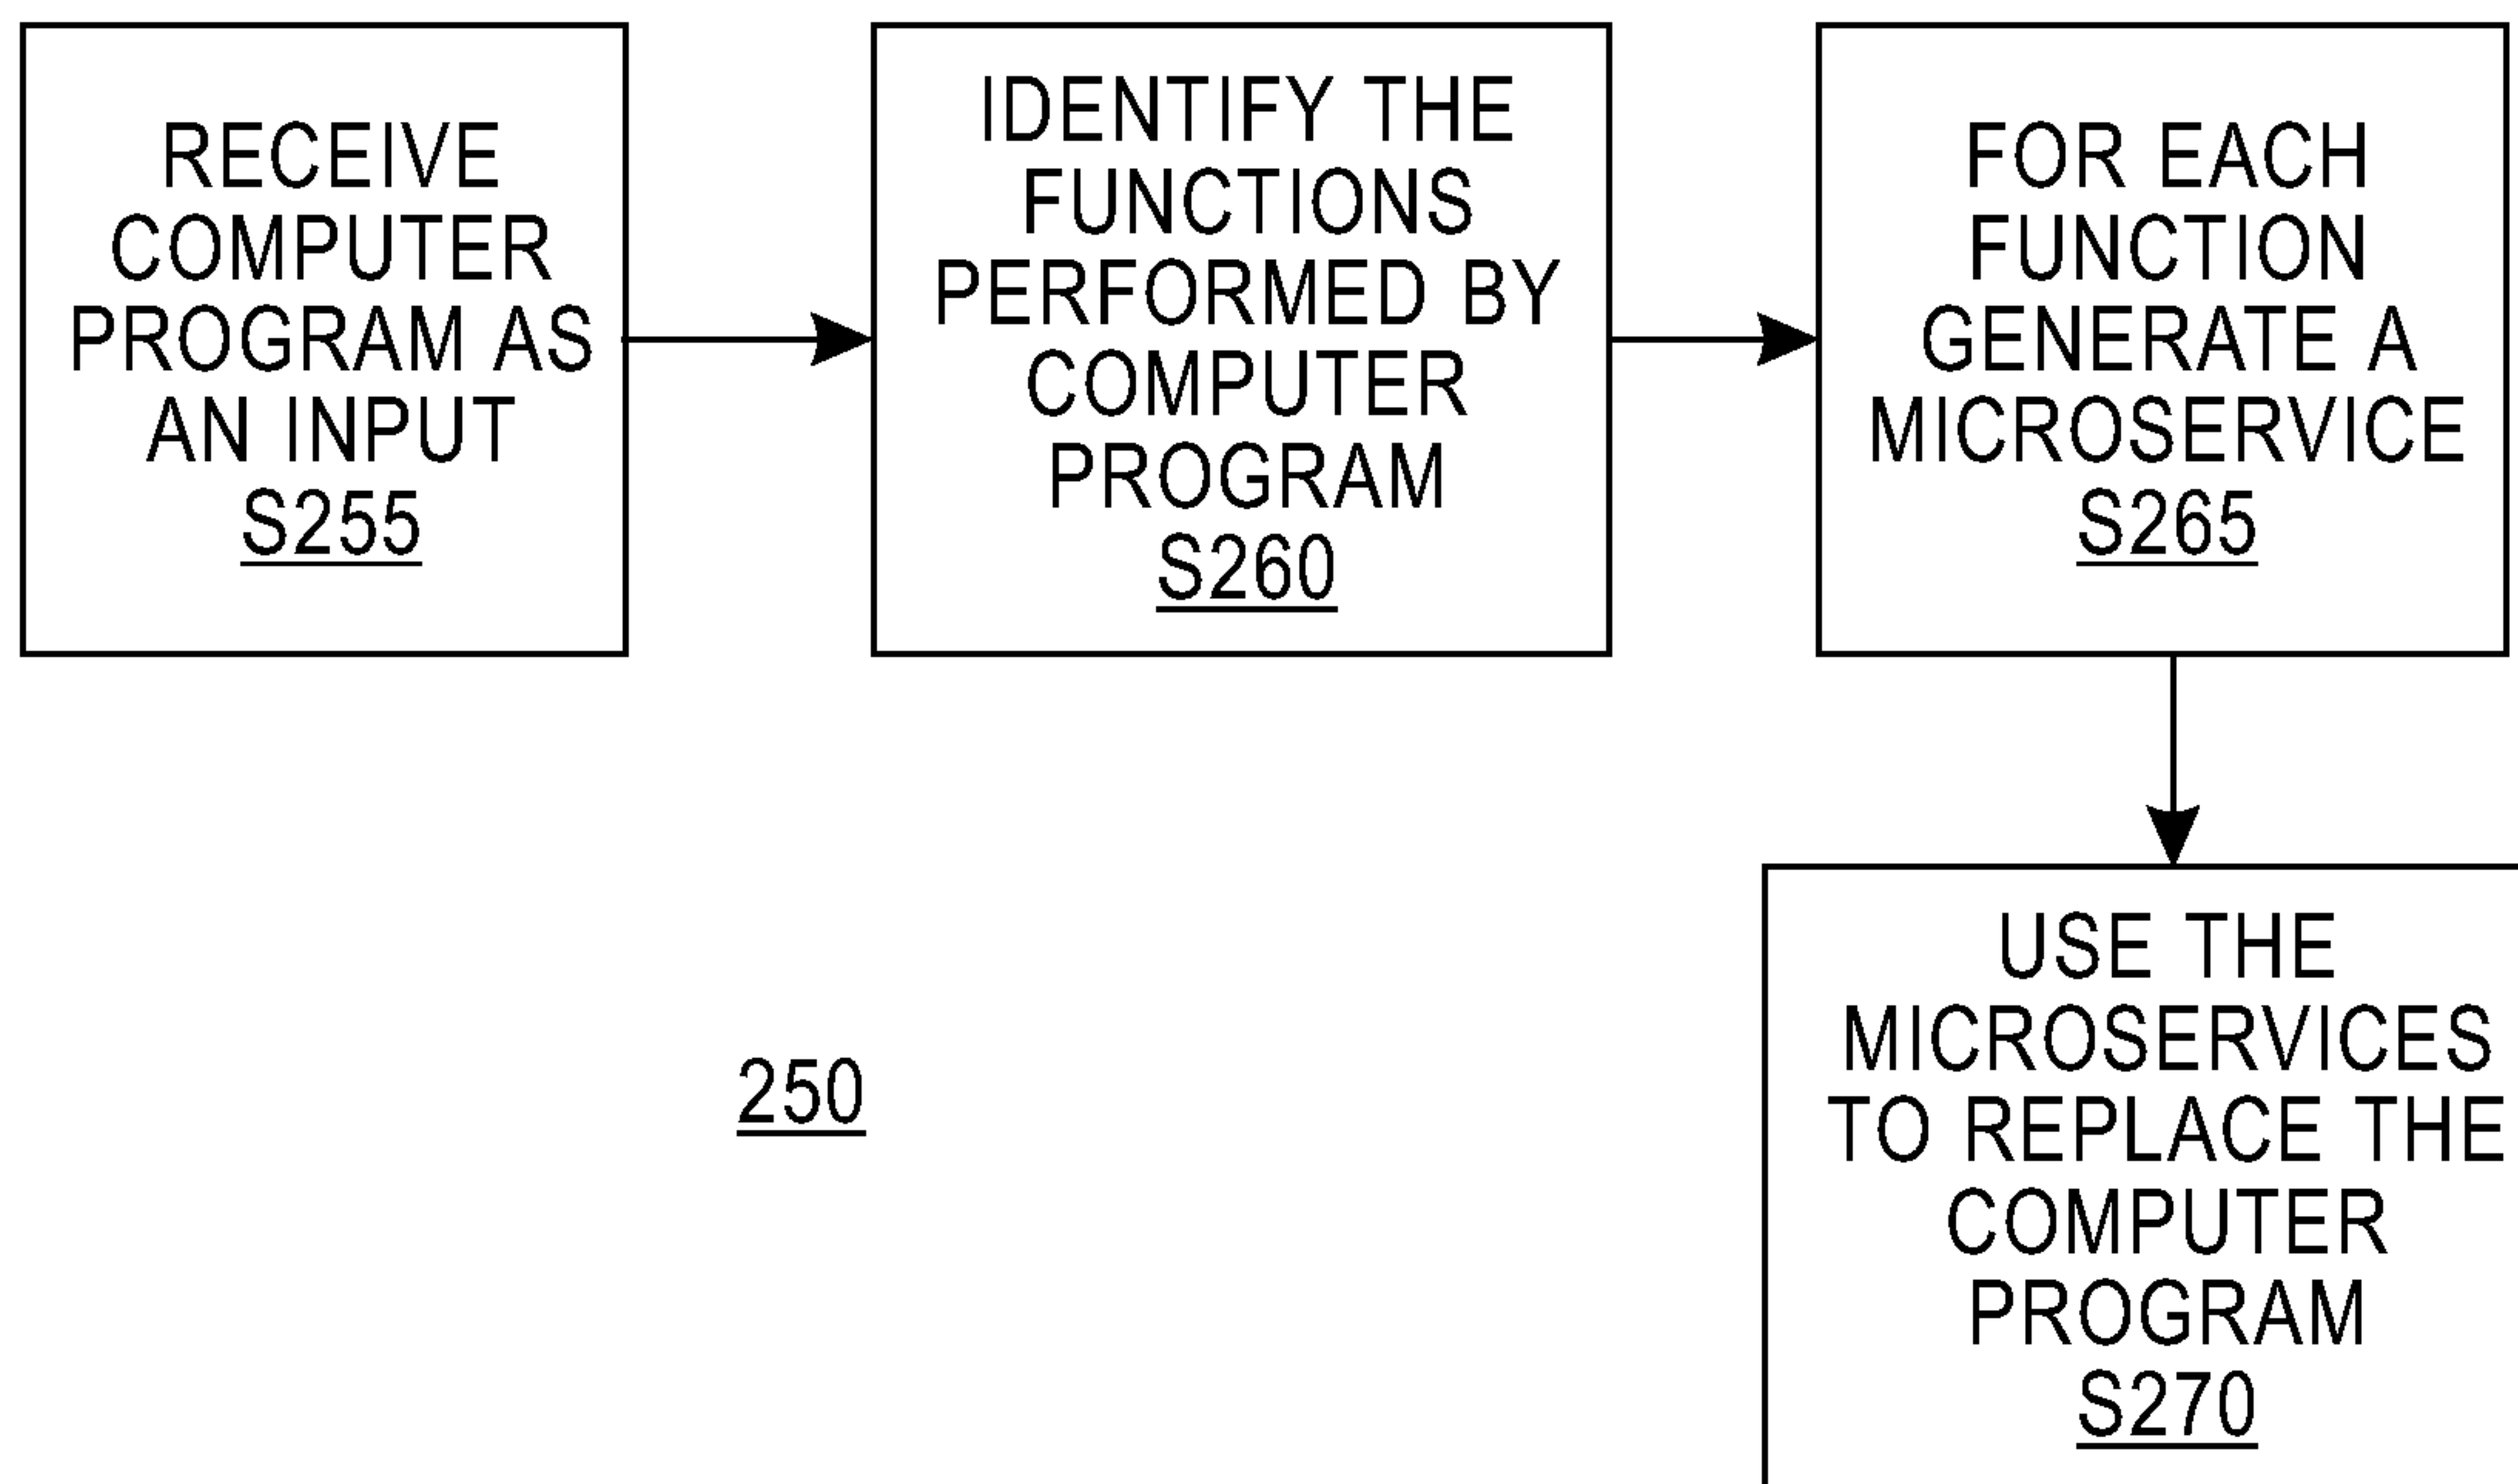 RECEIVE
COMPUTER
PROGRAM AS
AN INPUT
S255
IDENTIFY THE
FUNCTIONS
PERFORMED BY
COMPUTER
PROGRAM
S260
FOR EACH
FUNCTION
GENERATE A
MICROSERVICE
S265
USE THE
MICROSERVICES
TO REPLACE THE
COMPUTER
PROGRAM
S270
250